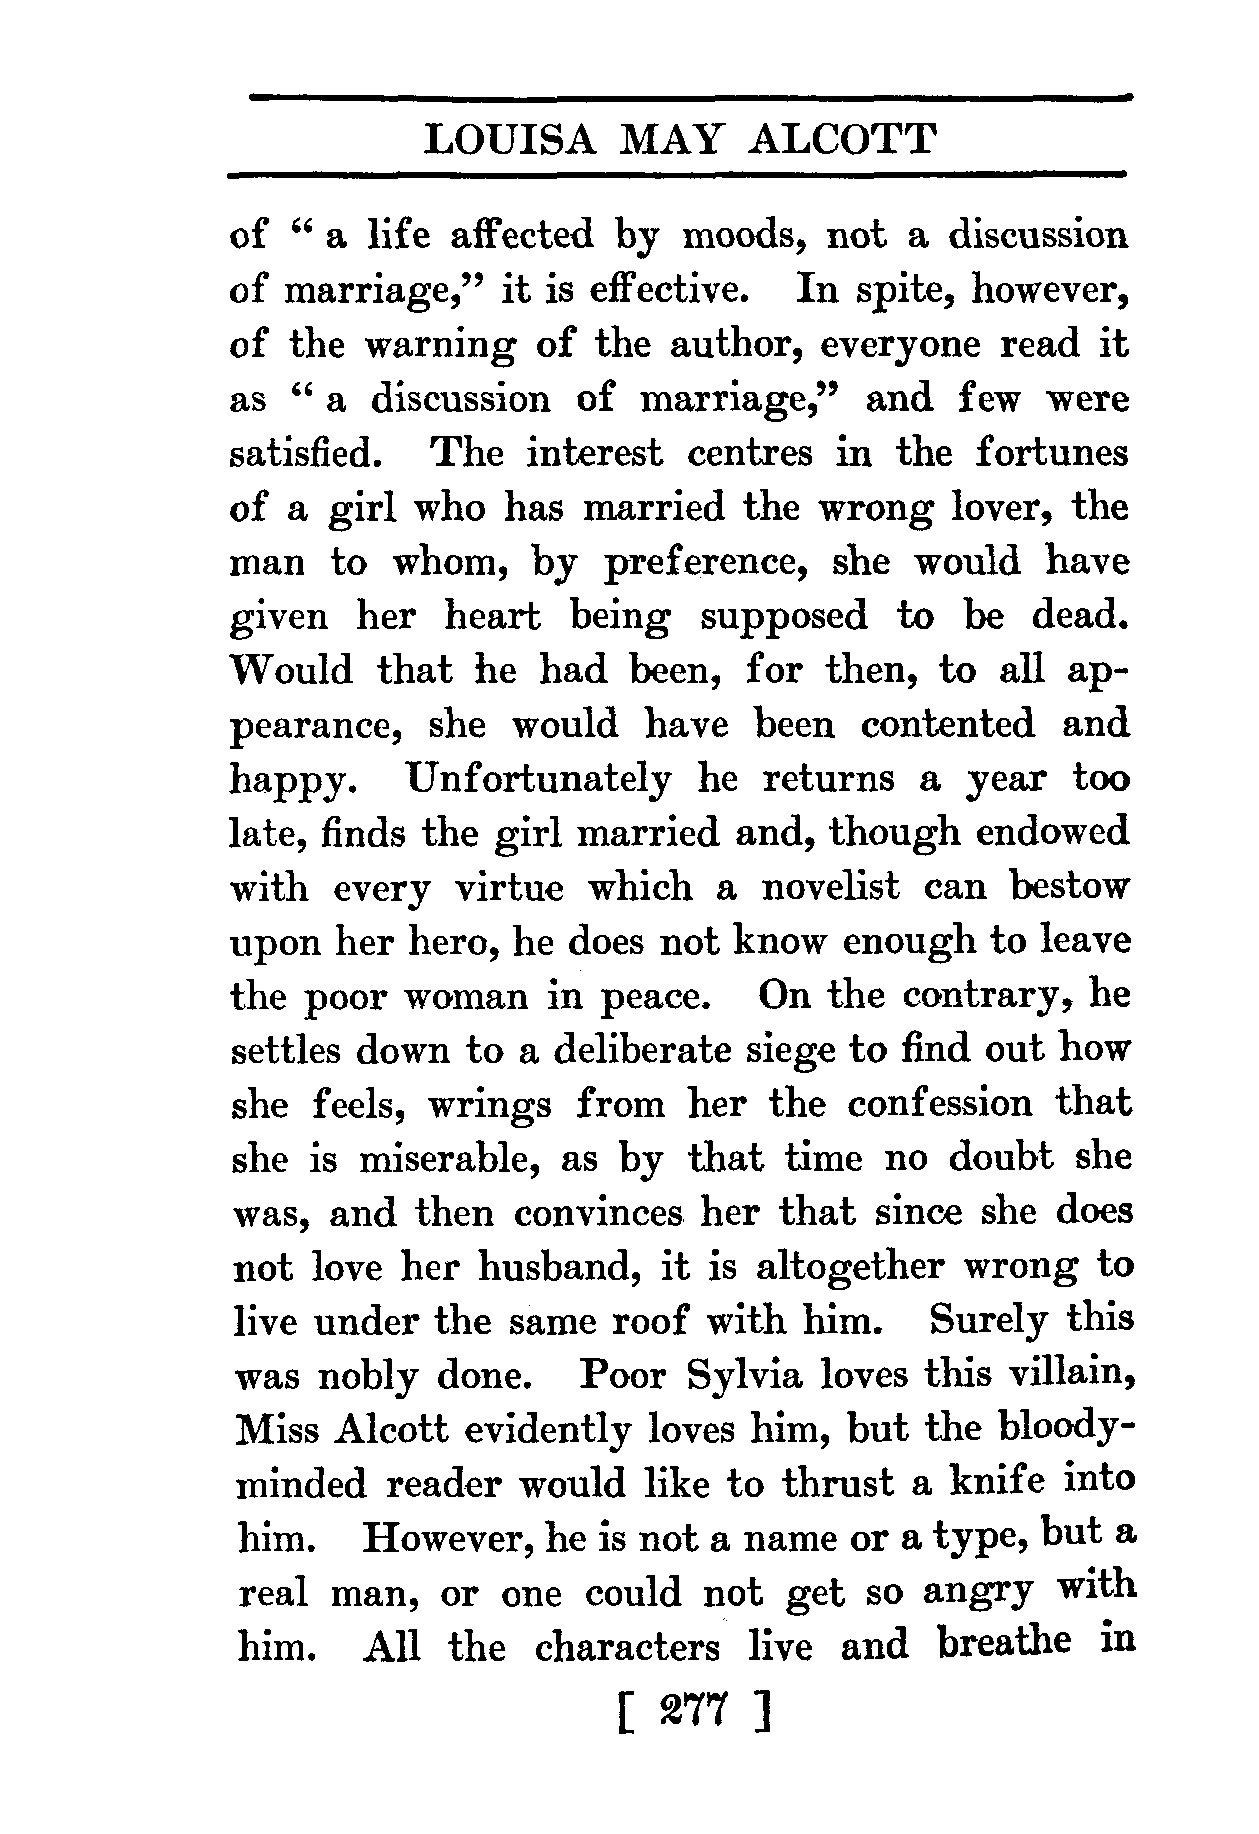 LOUISA MAY ALCOTT
of “ a life affected by moods, not a discussion
of marriage,” it is effective. In spite, however,
of the warning of the author, everyone read it
as “ a discussion of marriage,” and few were
satisfied. The interest centres in the fortunes
of a girl who has married the wrong lover, the
man to whom, by preference, she would have
given her heart being supposed to be dead.
Would that he had been, for then, to all ap-
pearance, she would have been contented and
happy. Unfortunately he returns a year too
late, finds the girl married and, though endowed
with every virtue which a novelist can bestow
upon her hero, he does not know enough to leave
the poor woman in peace. On the contrary, he
settles down to a deliberate siege to find out how
she feels, wrings from her the confession that
she is miserable, as by that time no doubt she
was, and then convinces her that since she does
not love her husband, it is altogether wrong to
live under the same roof with him. Surely this
was nobly done. Poor Sylvia loves this villain,
Miss Alcott evidently loves him, but the bloody-
minded reader would like to thrust a knife into
him. However, he is not a name or a type, but a
real man, or one could not get so angry with
him. All the characters live and breathe in
[ 277 ]